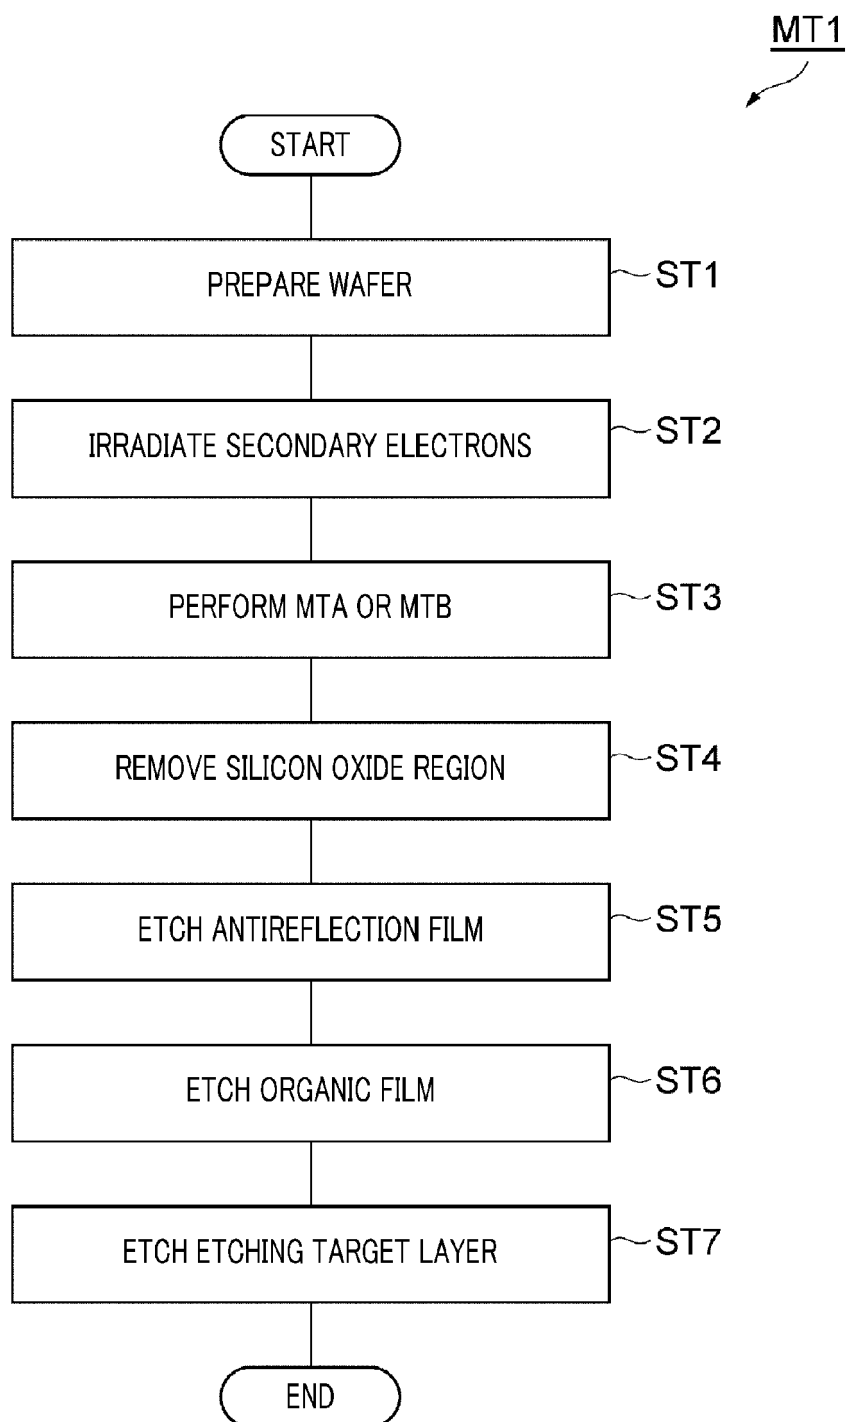 MT1
START
PREPARE WAFER
ST1
IRRADIATE SECONDARY ELECTRONS
ST2
PERFORM MTA OR MTB
ST3
REMOVE SILICON OXIDE REGION
ST4
ETCH ANTIREFLECTION FILM
ST5
ETCH ORGANIC FILM
ST6
ETCH ETCHING TARGET LAYER
ST7
END